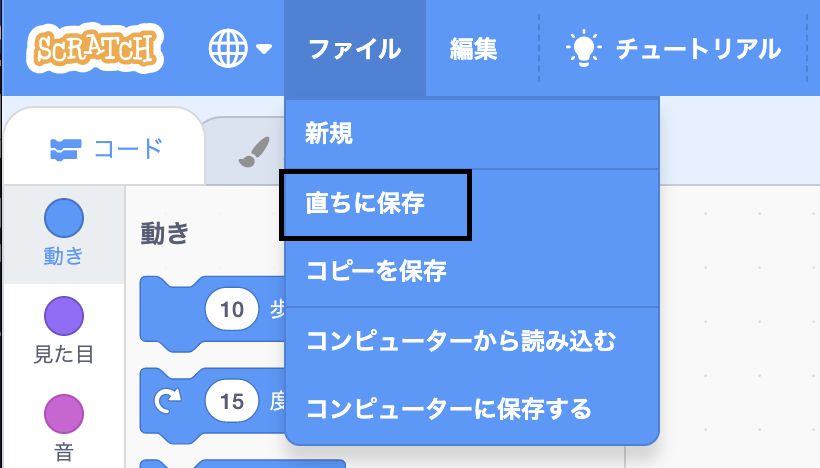 SCRATCH
ファイル
編集
チュートリアル
新規
直ちに保存
コピーを保存
コンピューターから読み込む
コンピューターに保存する
コード
動き
見た目
音
動き
10 歩
15 度